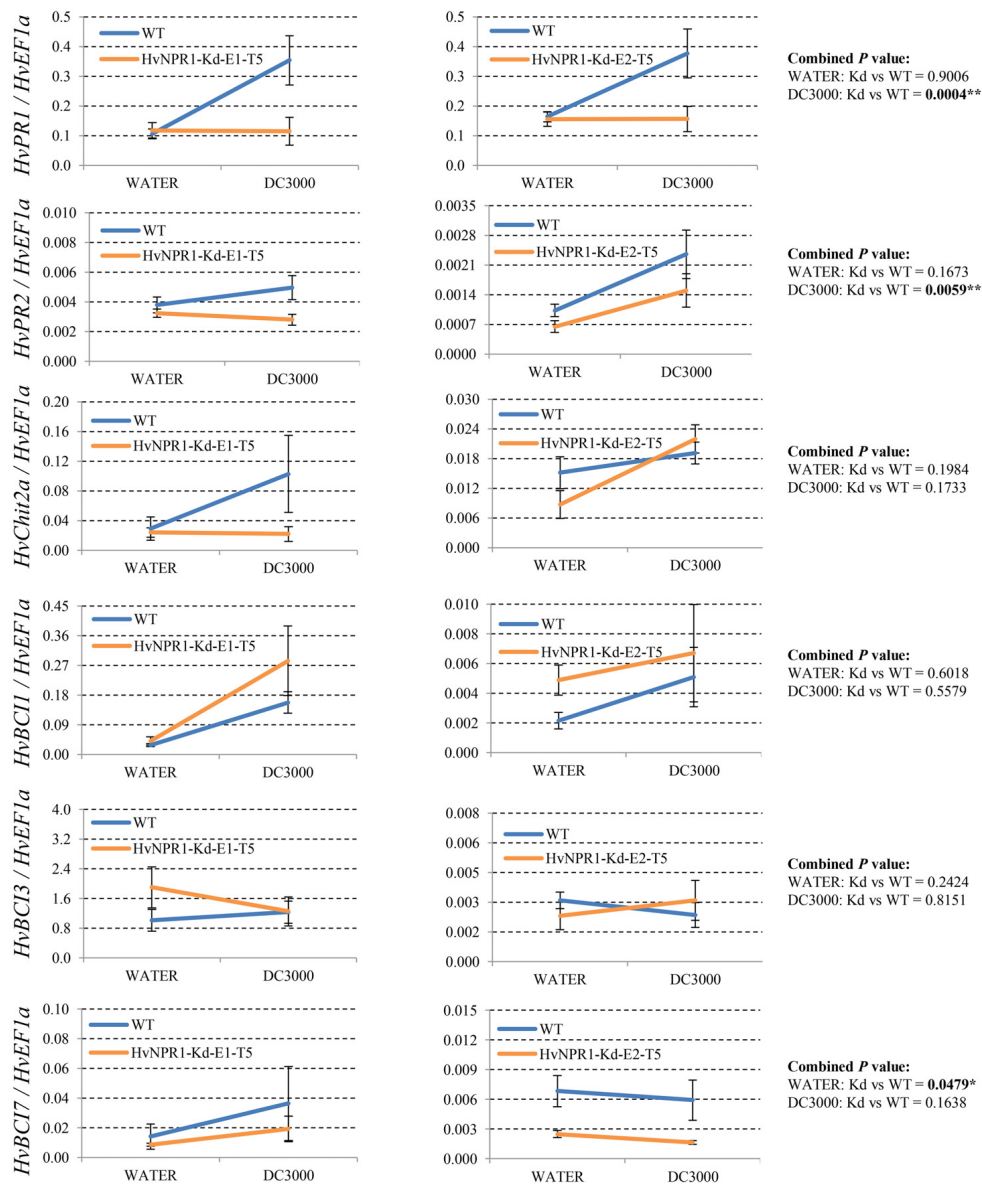 HvPR1 / HvEF1a
0.5
0.4
0.3
0.2
0.1
0.0
WT
HvNPR1-Kd-E1-T5
WATER
DC3000
0.5
0.4
0.3
0.2
0.1
0.0
WT
HvNPR1-Kd-E2-T5
WATER
DC3000
Combined P value:
WATER: Kd vs WT = 0.9006
DC3000: Kd vs WT = 0.0004**
HvPR2 / HvEF1a
0.010
0.008
0.006
0.004
0.002
0.000
WT
HvNPR1-Kd-E1-T5
WATER
DC3000
0.0035
0.0028
0.0021
0.0014
0.0007
0.0000
WT
HvNPR1-Kd-E2-T5
WATER
DC3000
Combined P value:
WATER: Kd vs WT = 0.1673
DC3000: Kd vs WT = 0.0059**
HvChit2a / HvEF1a
0.20
0.16
0.12
0.08
0.04
0.00
WT
HvNPR1-Kd-E1-T5
WATER
DC3000
0.030
0.024
0.018
0.012
0.006
0.000
WT
HvNPR1-Kd-E2-T5
WATER
DC3000
Combined P value:
WATER: Kd vs WT = 0.1984
DC3000: Kd vs WT = 0.1733
HvBCI1 / HvEF1a
0.45
0.36
0.27
0.18
0.09
0.00
WT
HvNPR1-Kd-E1-T5
WATER
DC3000
0.010
0.008
0.006
0.004
0.002
0.000
WT
HvNPR1-Kd-E2-T5
WATER
DC3000
Combined P value:
WATER: Kd vs WT = 0.6018
DC3000: Kd vs WT = 0.5579
HvBCI3 / HvEF1a
4.0
3.2
2.4
1.6
0.8
0.0
WT
HvNPR1-Kd-E1-T5
WATER
DC3000
0.008
0.006
0.005
0.003
0.002
0.000
WT
HvNPR1-Kd-E2-T5
WATER
DC3000
Combined P value:
WATER: Kd vs WT = 0.2424
DC3000: Kd vs WT = 0.8151
HvBCI7 / HvEF1a
0.10
0.08
0.06
0.04
0.02
0.00
WT
HvNPR1-Kd-E1-T5
WATER
DC3000
0.015
0.012
0.009
0.006
0.003
0.000
WT
HvNPR1-Kd-E2-T5
WATER
DC3000
Combined P value:
WATER: Kd vs WT = 0.0479*
DC3000: Kd vs WT = 0.1638